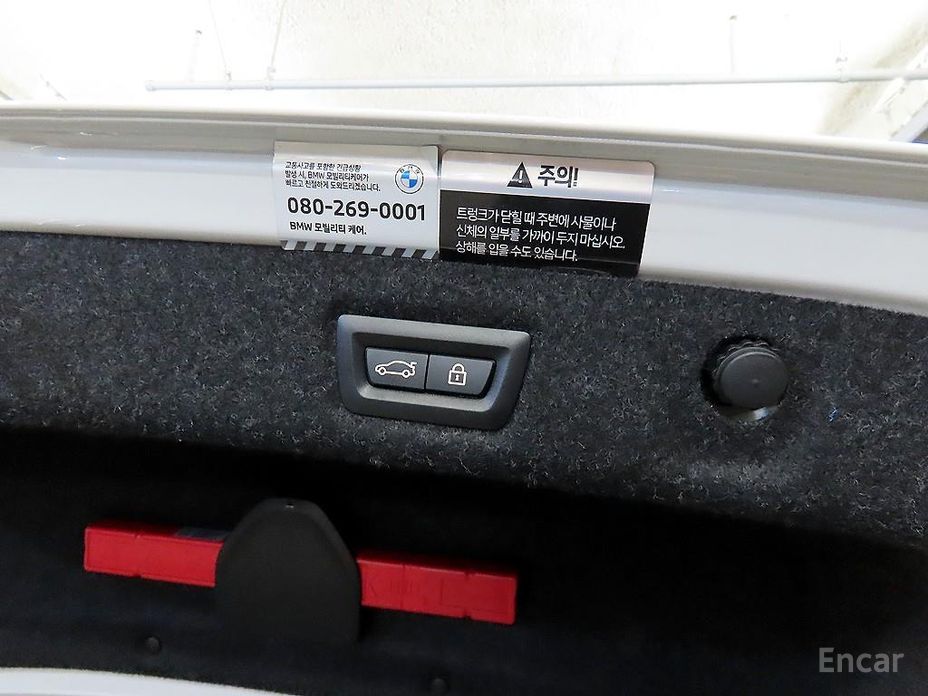 교통사고를 포함한 긴급상황
발생 시, BMW 모빌리티케어가
빠르고 친절하게 도와드리겠습니다.
080-269-0001
BMW 모빌리티 케어.
주의!
트렁크가 닫힐 때 주변에 사물이나
신체의 일부를 가까이 두지 마십시오.
상해를 입을 수도 있습니다.
Encar